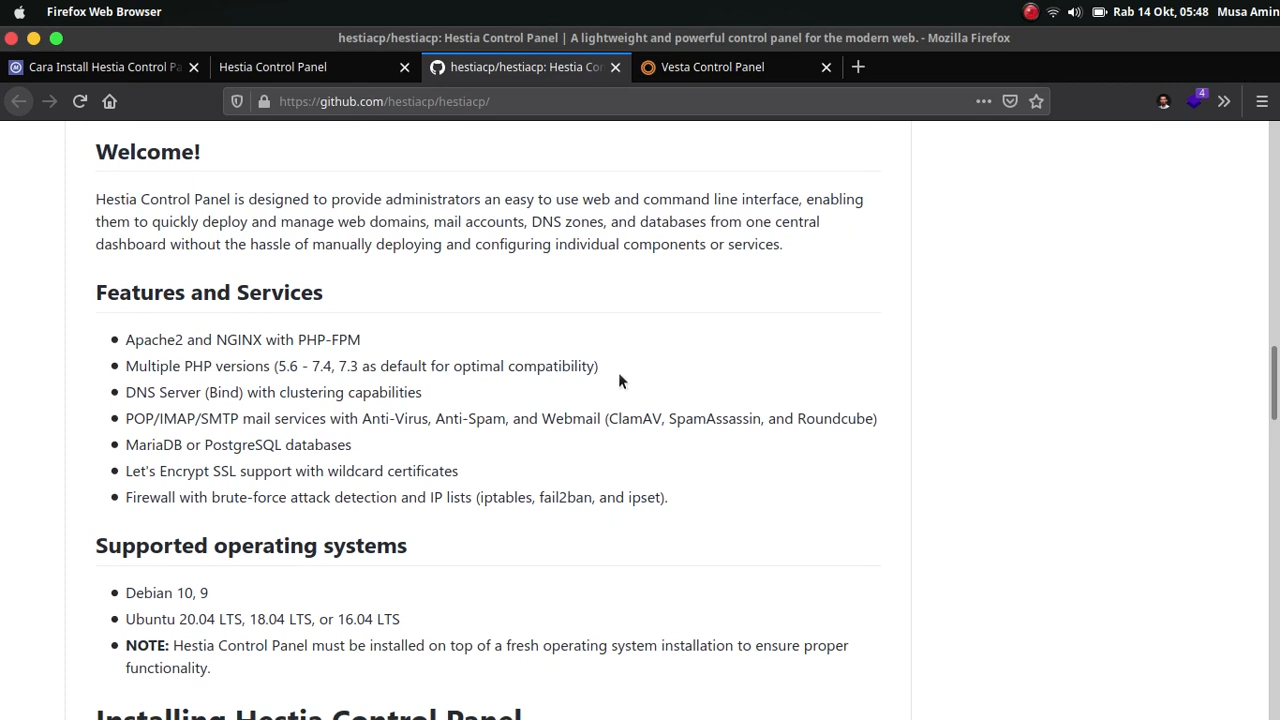 Firefox Web Browser
Rab 14 Okt, 05:48 Musa Amin
hestiacp/hestiacp: Hestia Control Panel | A lightweight and powerful control panel for the modern web. - Mozilla Firefox
Cara Install Hestia Control Pa
Hestia Control Panel
hestiacp/hestiacp: Hestia Co
Vesta Control Panel
https://github.com/hestiacp/hestiacp/
4
Welcome!
Hestia Control Panel is designed to provide administrators an easy to use web and command line interface, enabling
them to quickly deploy and manage web domains, mail accounts, DNS zones, and databases from one central
dashboard without the hassle of manually deploying and configuring individual components or services.
Features and Services
Apache2 and NGINX with PHP-FPM
Multiple PHP versions (5.6 - 7.4, 7.3 as default for optimal compatibility)
DNS Server (Bind) with clustering capabilities
POP/IMAP/SMTP mail services with Anti-Virus, Anti-Spam, and Webmail (ClamAV, SpamAssassin, and Roundcube)
MariaDB or PostgreSQL databases
Let's Encrypt SSL support with wildcard certificates
Firewall with brute-force attack detection and IP lists (iptables, fail2ban, and ipset).
Supported operating systems
Debian 10, 9
Ubuntu 20.04 LTS, 18.04 LTS, or 16.04 LTS
NOTE: Hestia Control Panel must be installed on top of a fresh operating system installation to ensure proper
functionality.
Installing Hestia Control Panel